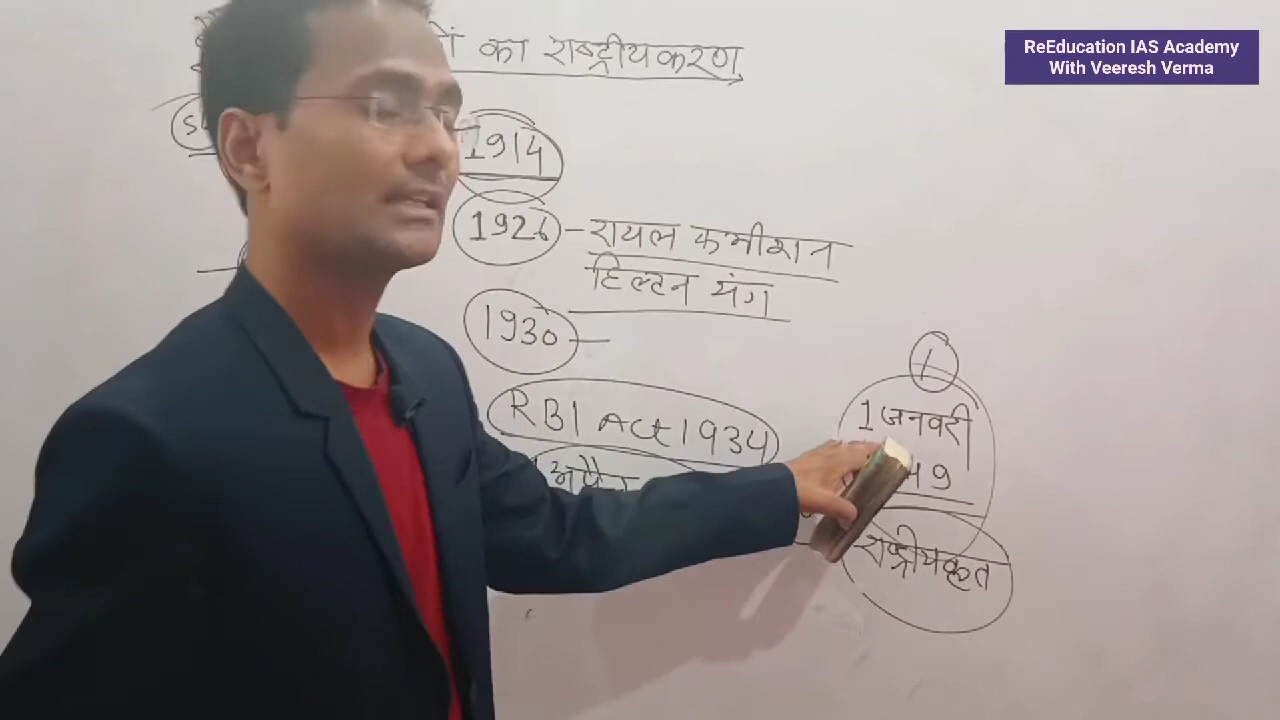 का राष्ट्रीयकरण
ReEducation IAS Academy
With Veeresh Verma
1914
1926 – रायल कमीशन
हिल्टन यंग
1930 –
RBI Act 1934
1
1 जनवरी
49
राष्ट्रीयकृत